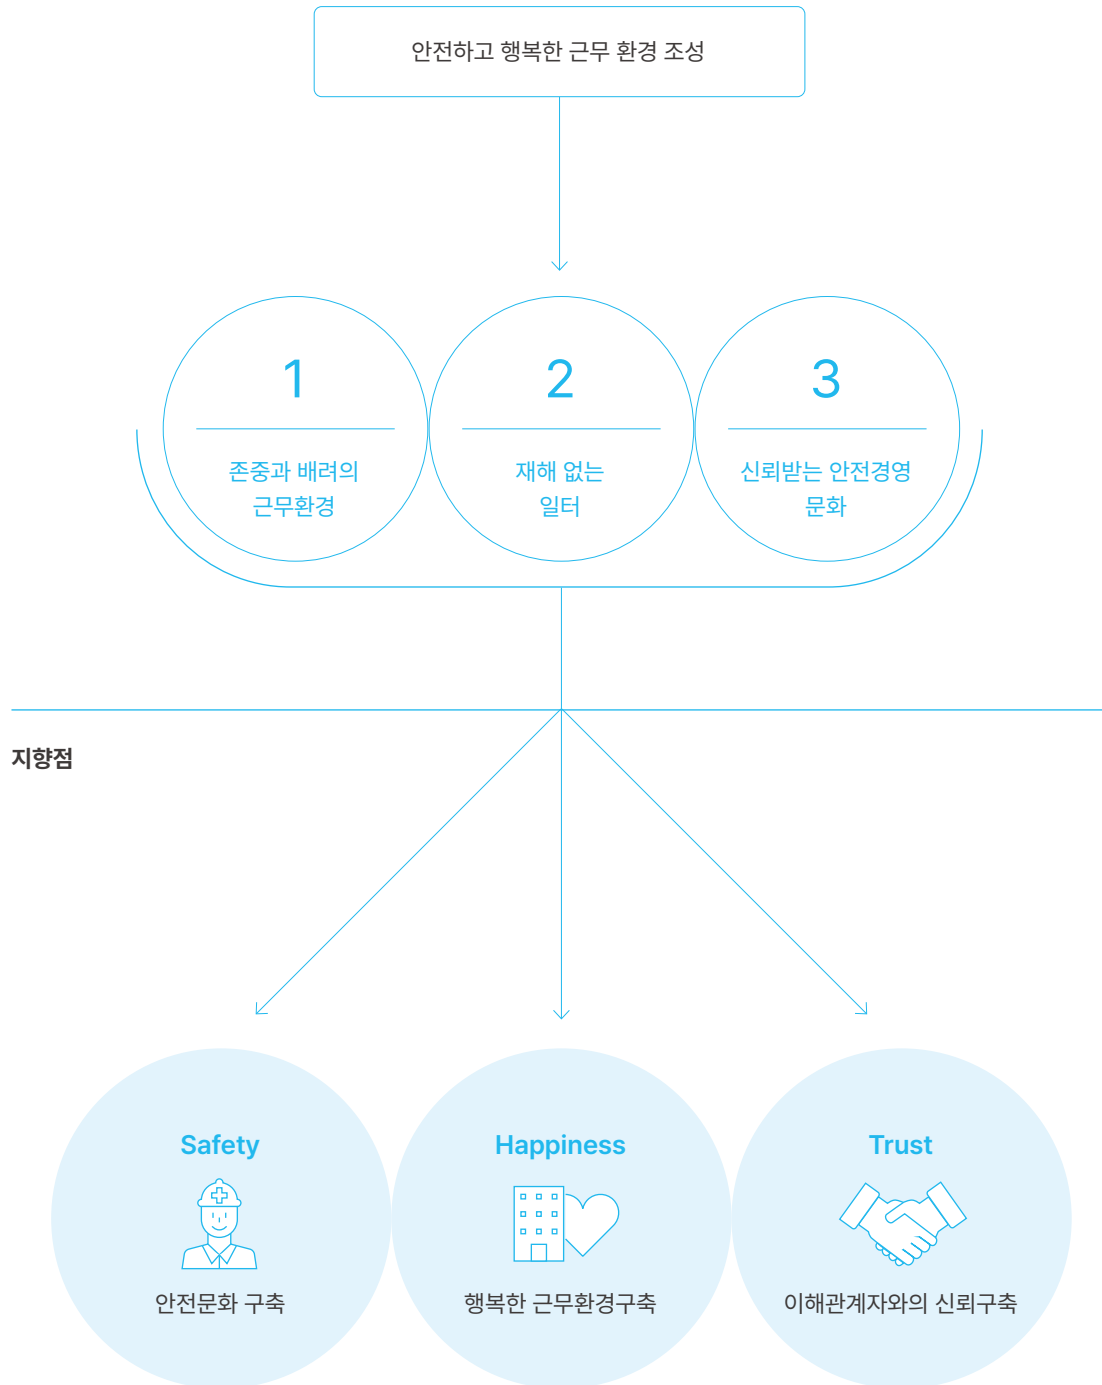 안전하고 행복한 근무 환경 조성
1
존중과 배려의
근무환경
2
재해 없는
일터
3
신뢰받는 안전경영
문화
지향점
Safety
안전문화 구축
Happiness
행복한 근무환경구축
Trust
이해관계자와의 신뢰구축